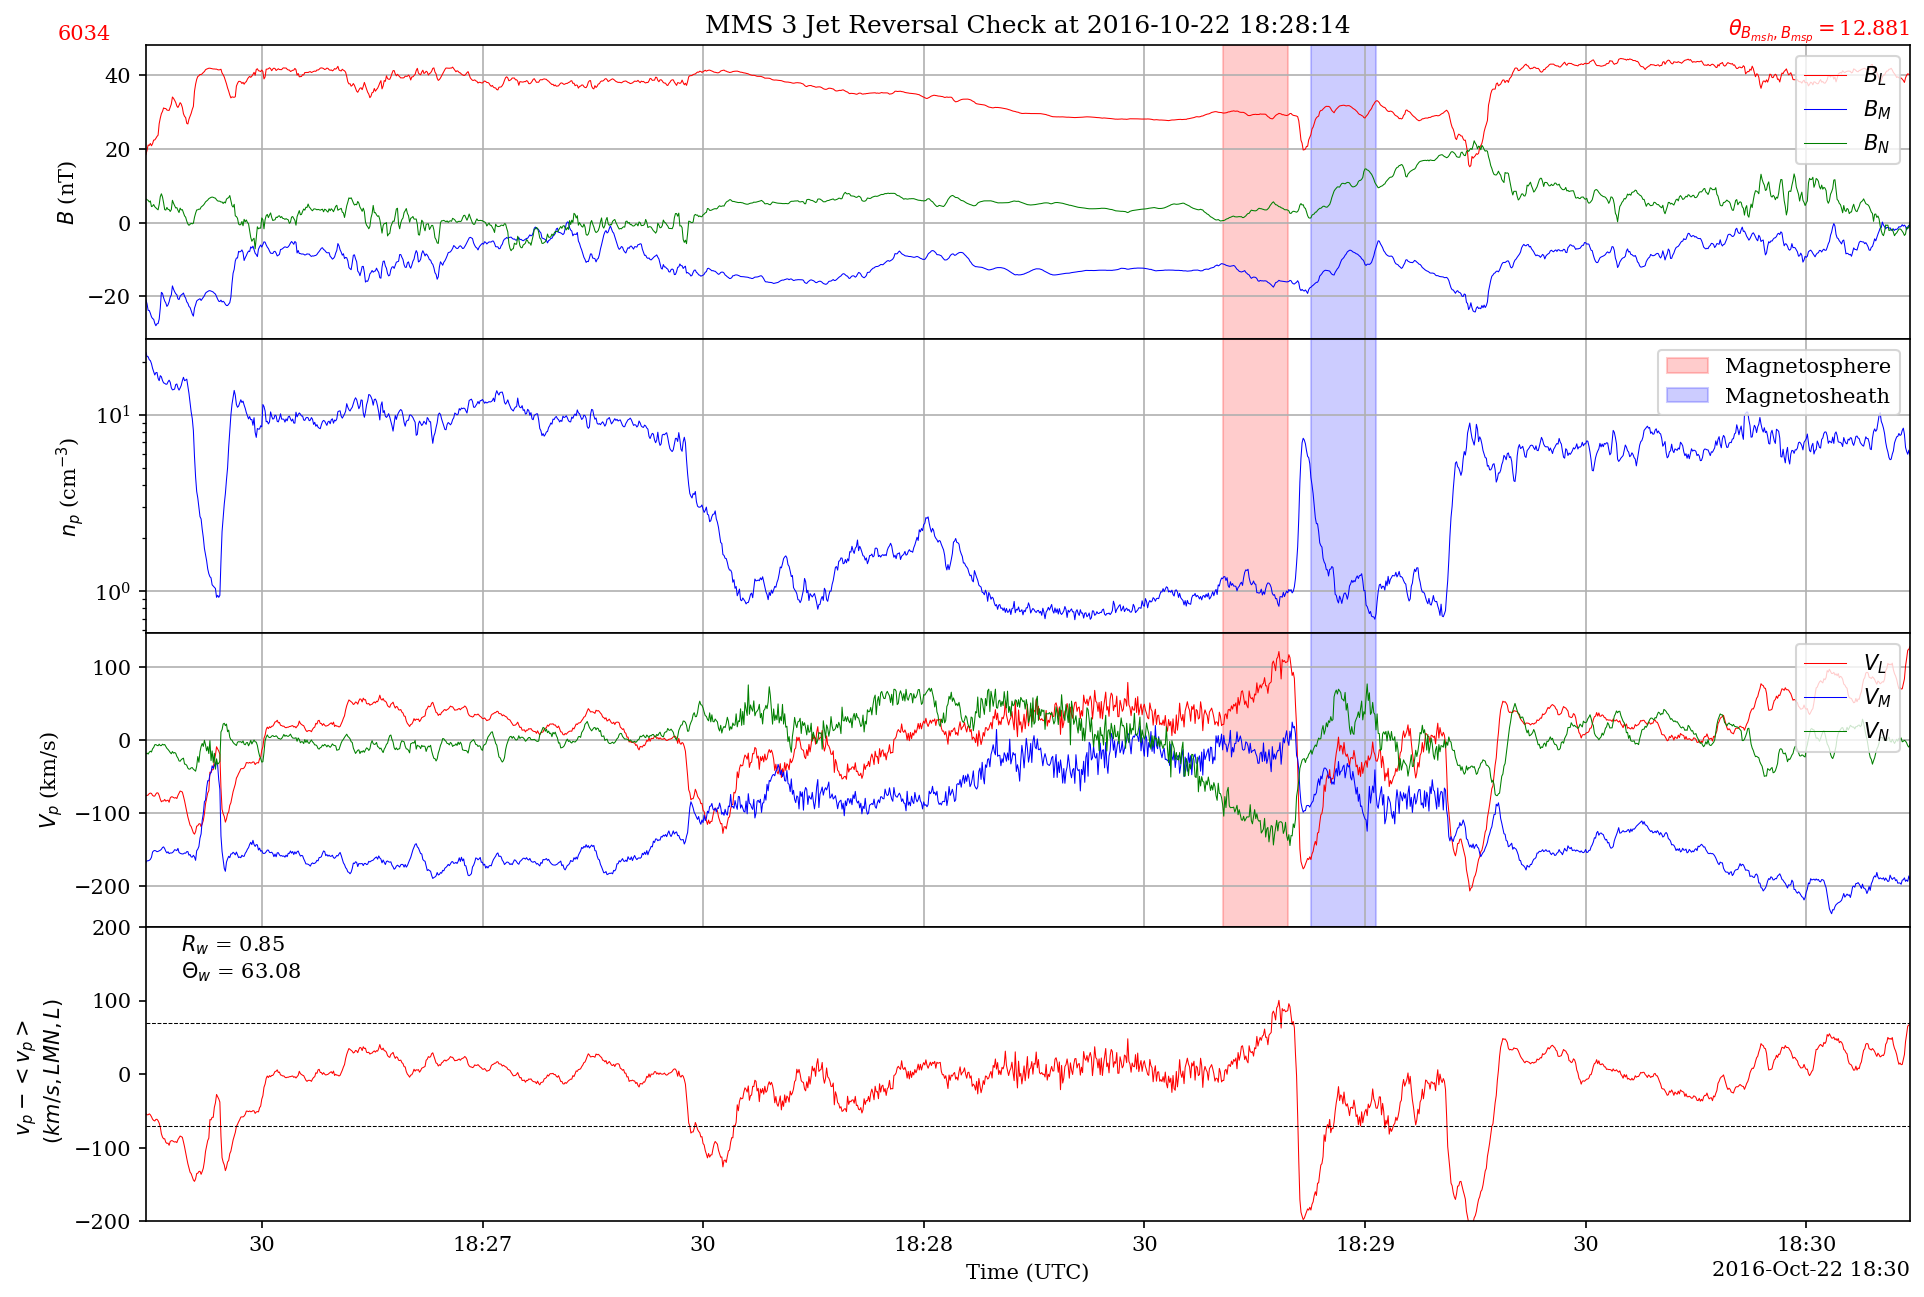 MMS 3 Jet Reversal Check at 2016-10-22 18:28:14
6034
θ_{B_{msh}, B_{msp}} = 12.881
40
20
0
−20
B (nT)
B_L
B_M
B_N
10^1
10^0
n_p (cm^{−3})
Magnetosphere
Magnetosheath
100
0
−100
−200
V_p (km/s)
V_L
V_M
V_N
200
100
0
−100
−200
v_p − < v_p >
(km/s, LMN, L)
R_w = 0.85
Θ_w = 63.08
30
18:27
30
18:28
30
18:29
30
18:30
Time (UTC)
2016-Oct-22 18:30